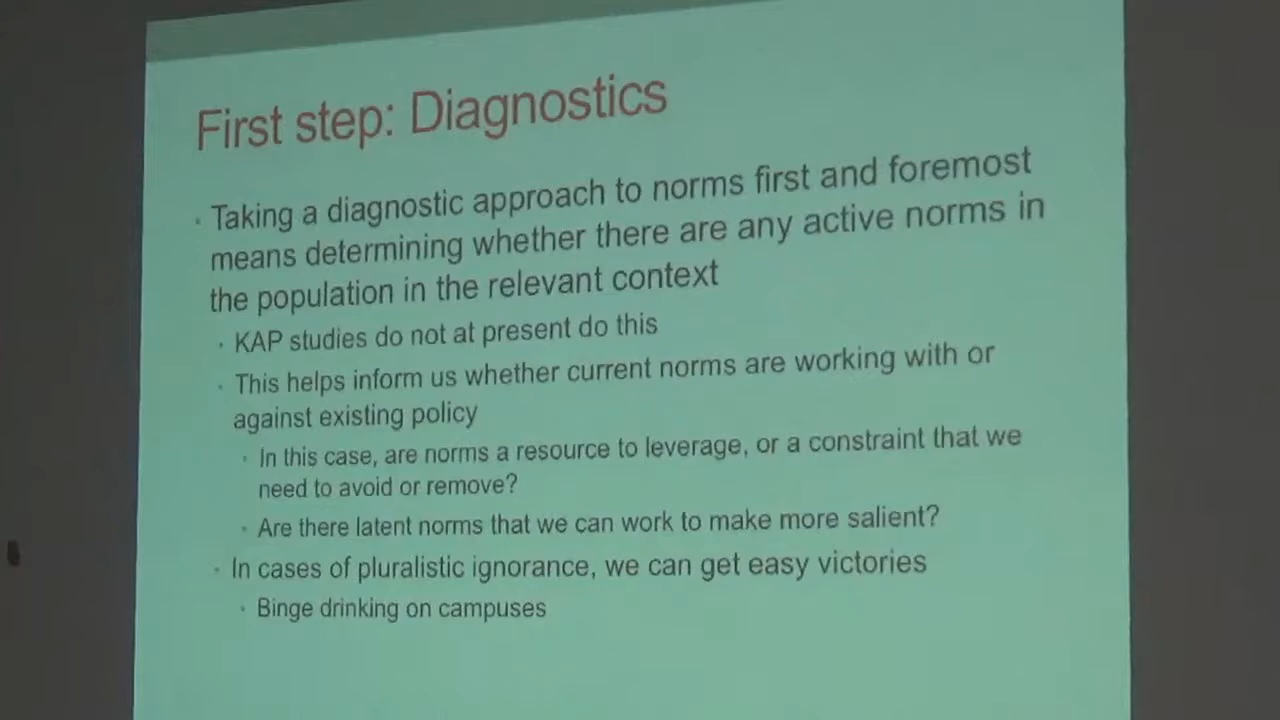 First step: Diagnostics
· Taking a diagnostic approach to norms first and foremost
means determining whether there are any active norms in
the population in the relevant context
· KAP studies do not at present do this
· This helps inform us whether current norms are working with or
against existing policy
· In this case, are norms a resource to leverage, or a constraint that we
need to avoid or remove?
· Are there latent norms that we can work to make more salient?
· In cases of pluralistic ignorance, we can get easy victories
· Binge drinking on campuses